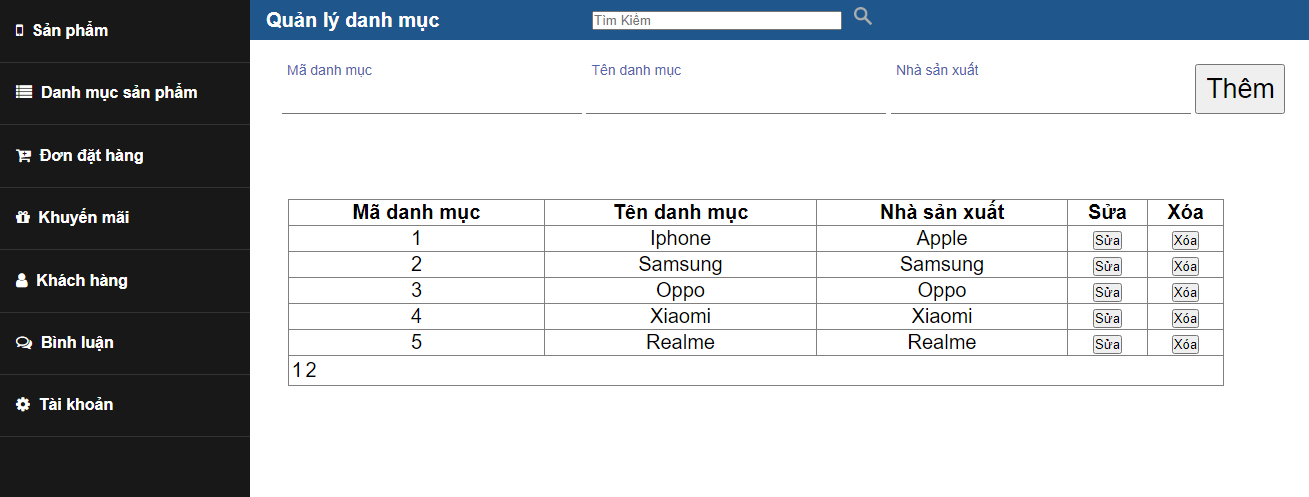 Sản phẩm
Danh mục sản phẩm
Đơn đặt hàng
Khuyến mãi
Khách hàng
Bình luận
Tài khoản
Quản lý danh mục Tìm Kiếm
Mã danh mục Tên danh mục Nhà sản xuất Thêm
Mã danh mục Tên danh mục Nhà sản xuất Sửa Xóa
1 Iphone Apple Sửa Xóa
2 Samsung Samsung Sửa Xóa
3 Oppo Oppo Sửa Xóa
4 Xiaomi Xiaomi Sửa Xóa
5 Realme Realme Sửa Xóa
1 2